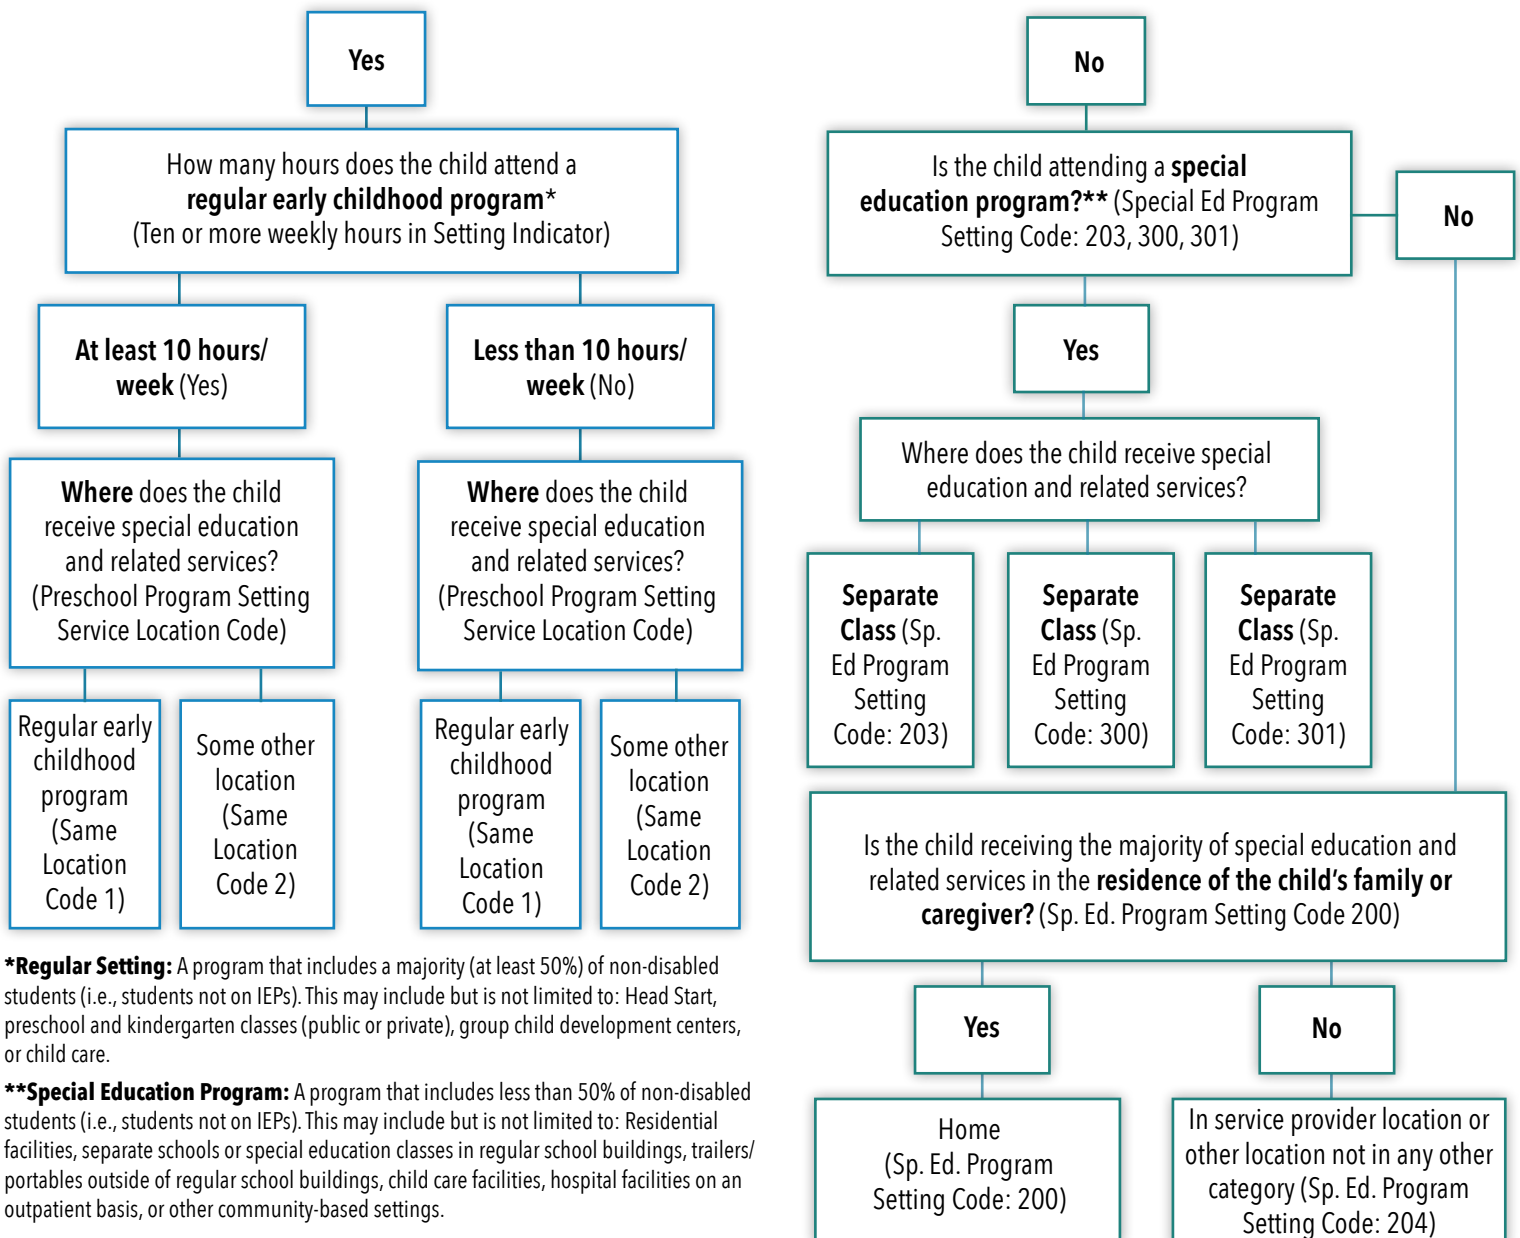 Yes
How many hours does the child attend a
regular early childhood program*
(Ten or more weekly hours in Setting Indicator)
At least 10 hours/
week (Yes)
Less than 10 hours/
week (No)
Where does the child
receive special education
and related services?
(Preschool Program Setting
Service Location Code)
Where does the child
receive special education
and related services?
(Preschool Program Setting
Service Location Code)
Regular early
childhood
program
(Same
Location
Code 1)
Some other
location
(Same
Location
Code 2)
Regular early
childhood
program
(Same
Location
Code 1)
Some other
location
(Same
Location
Code 2)
*Regular Setting: A program that includes a majority (at least 50%) of non-disabled
students (i.e., students not on IEPs). This may include but is not limited to: Head Start,
preschool and kindergarten classes (public or private), group child development centers,
or child care.
**Special Education Program: A program that includes less than 50% of non-disabled
students (i.e., students not on IEPs). This may include but is not limited to: Residential
facilities, separate schools or special education classes in regular school buildings, trailers/
portables outside of regular school buildings, child care facilities, hospital facilities on an
outpatient basis, or other community-based settings.
No
Is the child attending a special
education program?** (Special Ed Program
Setting Code: 203, 300, 301)
No
Yes
Where does the child receive special
education and related services?
Separate
Class (Sp.
Ed Program
Setting
Code: 203)
Separate
Class (Sp.
Ed Program
Setting
Code: 300)
Separate
Class (Sp.
Ed Program
Setting
Code: 301)
Is the child receiving the majority of special education and
related services in the residence of the child's family or
caregiver? (Sp. Ed. Program Setting Code 200)
Yes
No
Home
(Sp. Ed. Program
Setting Code: 200)
In service provider location or
other location not in any other
category (Sp. Ed. Program
Setting Code: 204)